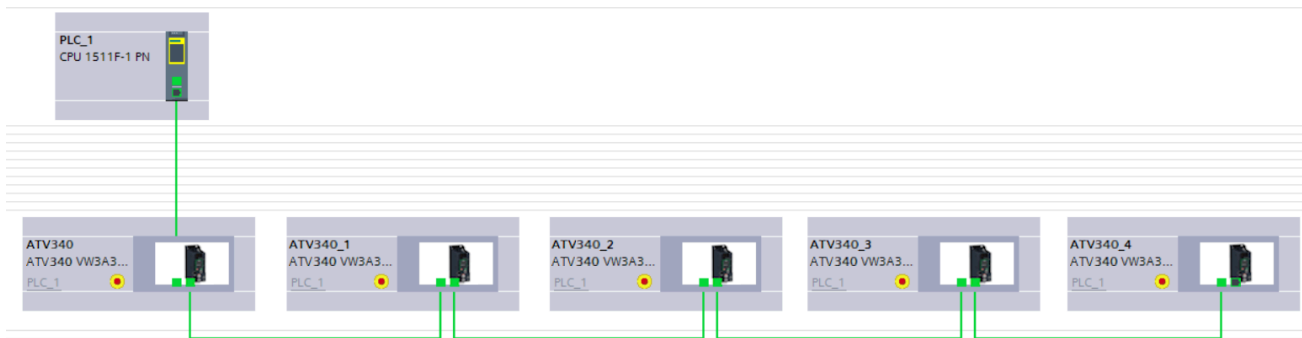 PLC_1
CPU 1511F-1 PN
ATV340
ATV340 VW3A3...
PLC_1
ATV340_1
ATV340 VW3A3...
PLC_1
ATV340_2
ATV340 VW3A3...
PLC_1
ATV340_3
ATV340 VW3A3...
PLC_1
ATV340_4
ATV340 VW3A3...
PLC_1